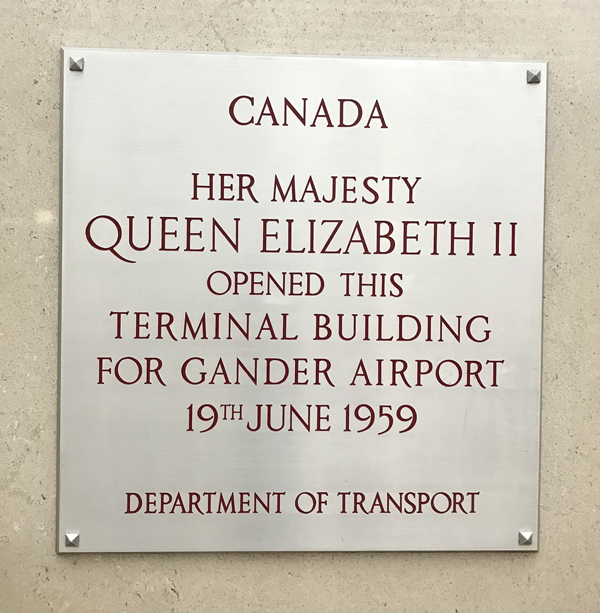 CANADA
HER MAJESTY
QUEEN ELIZABETH II
OPENED THIS
TERMINAL BUILDING
FOR GANDER AIRPORT
19TH JUNE 1959
DEPARTMENT OF TRANSPORT